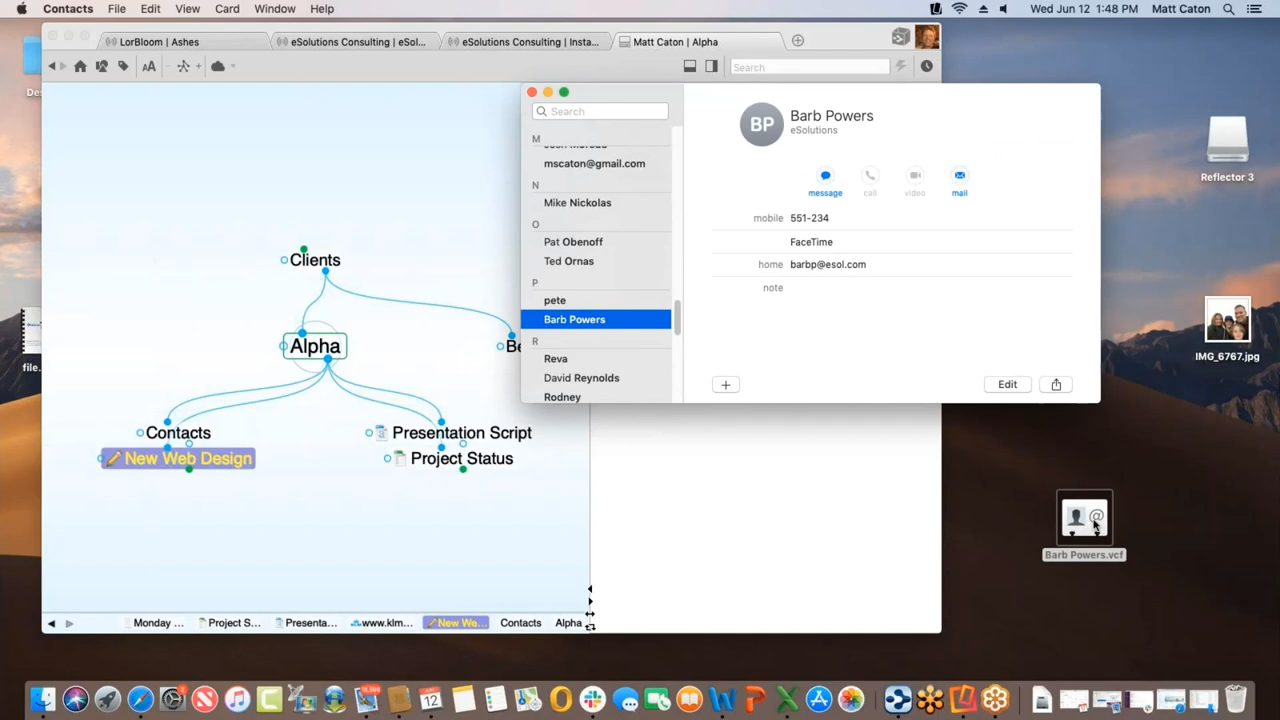 Contacts File Edit View Card Window Help Wed Jun 12 1:48 PM Matt Caton
LorBloom | Ashes eSolutions Consulting | eSol... eSolutions Consulting | Insta... Matt Caton | Alpha
AA Search
Clients
Alpha
Contacts
New Web Design
Presentation Script
Project Status
Monday ... Project S... Presenta... www.klm... New We... Contacts Alpha
Search
M
mscaton@gmail.com
N
Mike Nickolas
O
Pat Obenoff
Ted Ornas
P
pete
Barb Powers
R
Reva
David Reynolds
Rodney
BP
Barb Powers
eSolutions
message call video mail
mobile 551-234
FaceTime
home barbp@esol.com
note
+ Edit
Reflector 3
IMG_6767.jpg
Barb Powers.vcf
file.
12